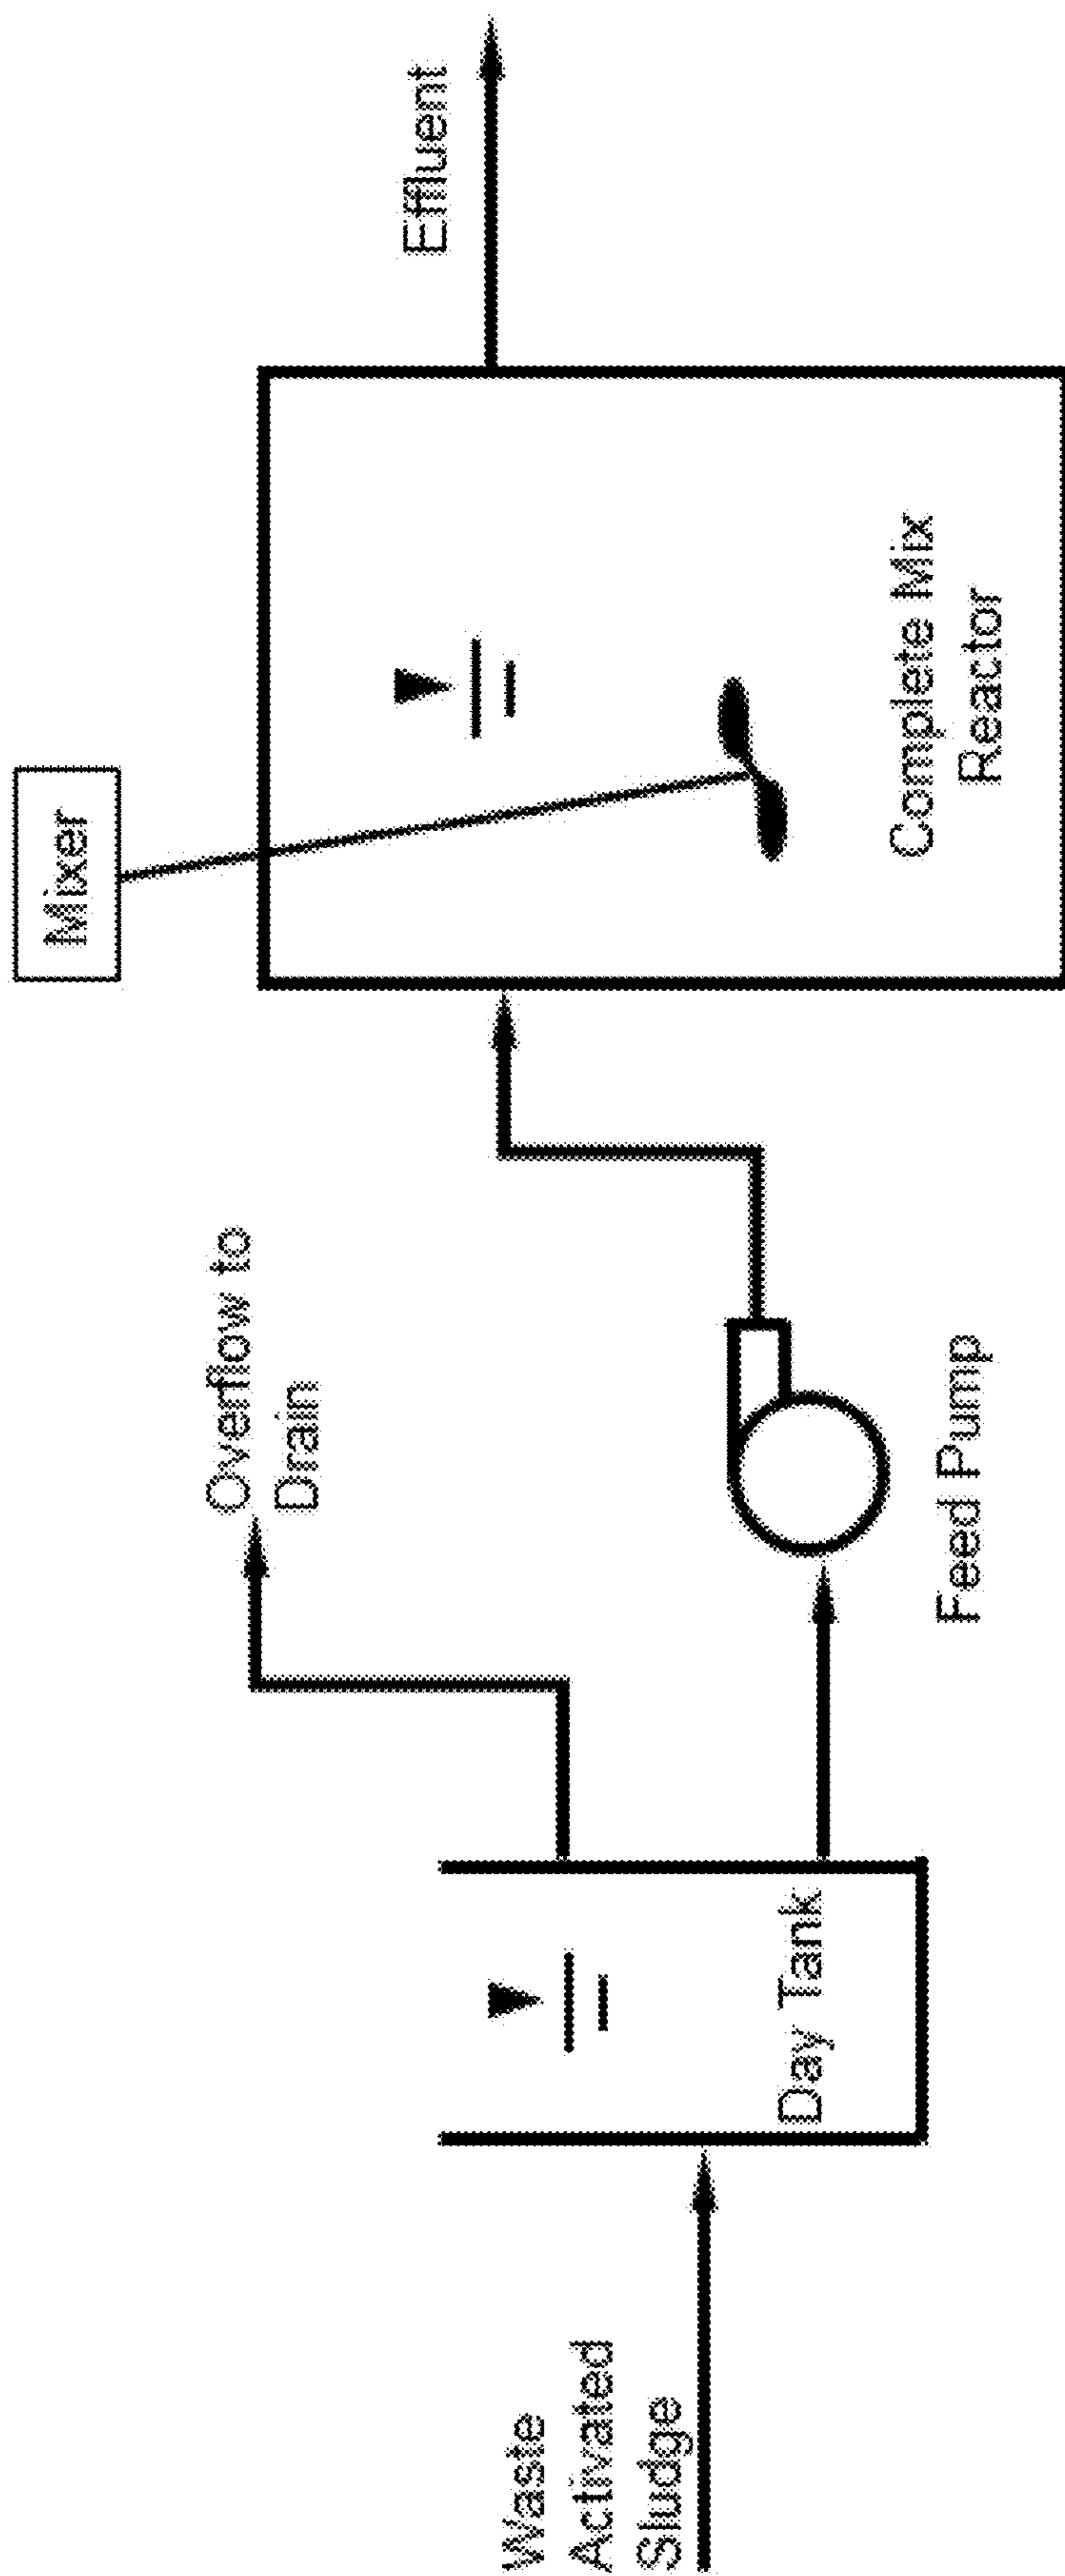 Waste
Activated
Sludge
Day Tank
Overflow to
Drain
Feed Pump
Mixer
Complete Mix
Reactor
Effluent